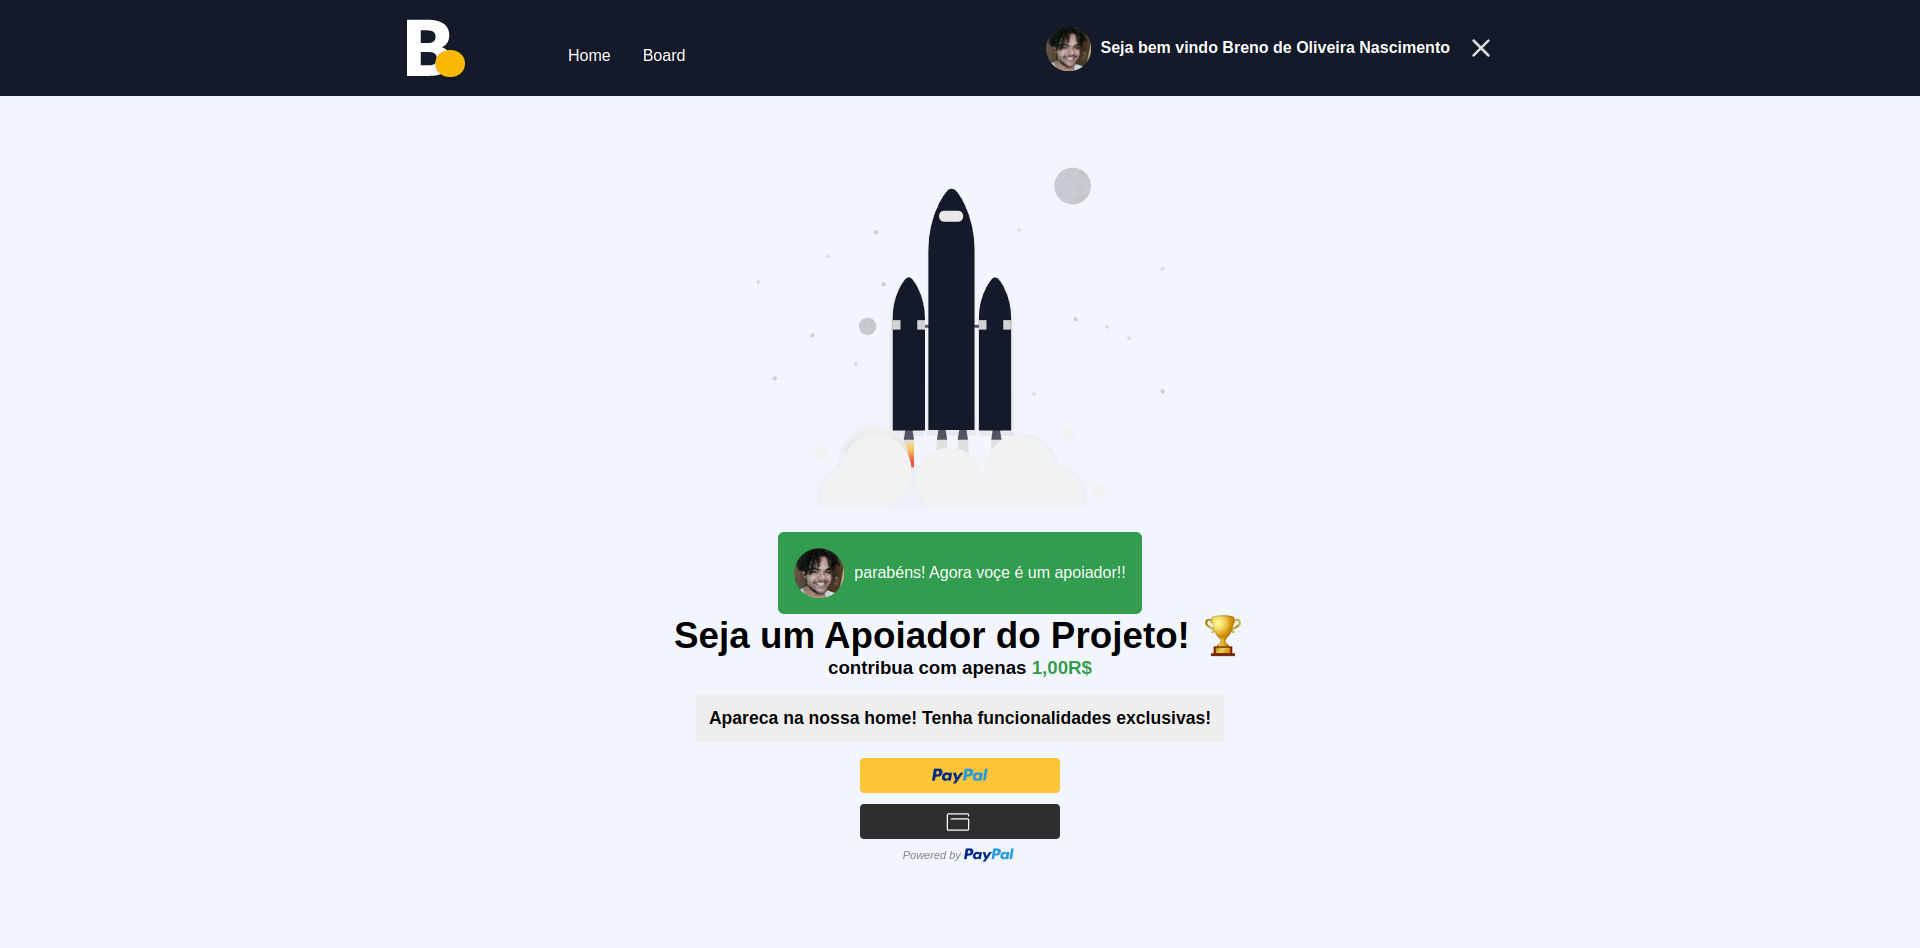 B
Home Board
Seja bem vindo Breno de Oliveira Nascimento
parabéns! Agora voçe é um apoiador!!
Seja um Apoiador do Projeto! 🏆
contribua com apenas 1,00R$
Apareca na nossa home! Tenha funcionalidades exclusivas!
PayPal
Powered by PayPal